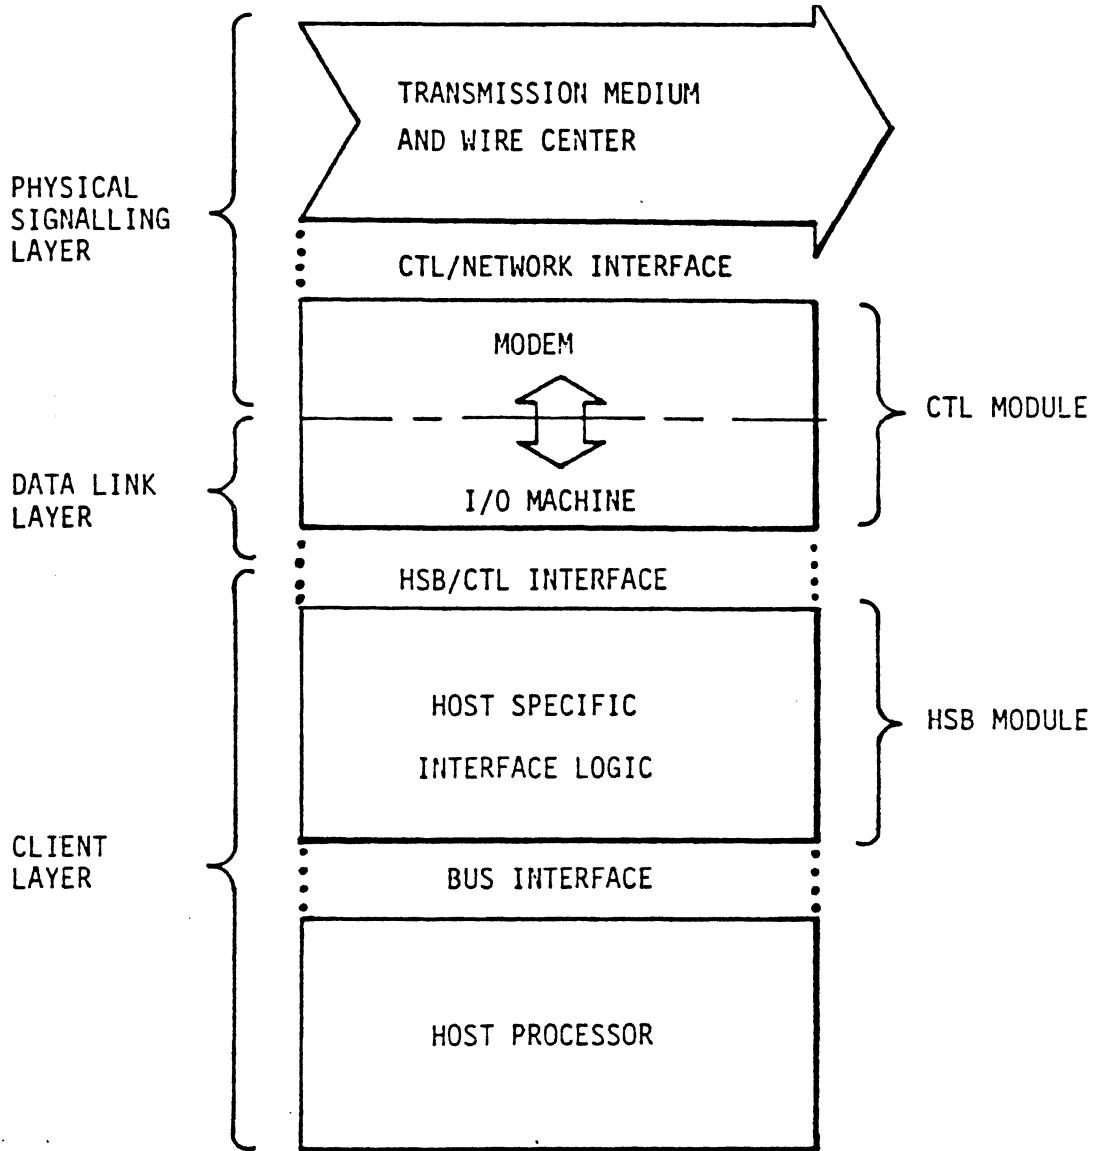 TRANSMISSION MEDIUM
AND WIRE CENTER
PHYSICAL
SIGNALLING
LAYER
CTL/NETWORK INTERFACE
MODEM
CTL MODULE
DATA LINK
LAYER
I/O MACHINE
HSB/CTL INTERFACE
HOST SPECIFIC
INTERFACE LOGIC
HSB MODULE
CLIENT
LAYER
BUS INTERFACE
HOST PROCESSOR